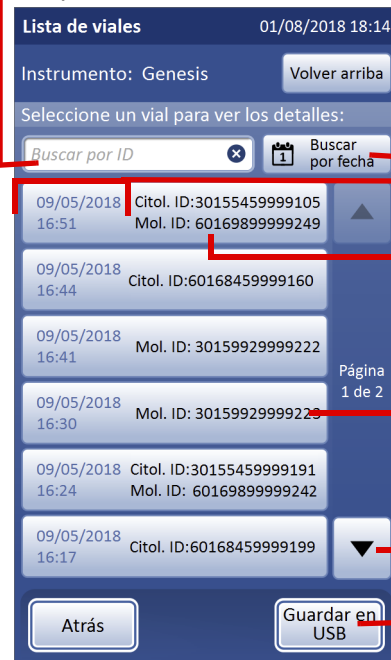 Lista de viales 01/08/2018 18:14
Instrumento: Genesis Volver arriba
Seleccione un vial para ver los detalles:
Buscar por ID 1 Buscar
por fecha
09/05/2018 Citol. ID:30155459999105
16:51 Mol. ID: 60169899999249
09/05/2018
16:44 Citol. ID:60168459999160
09/05/2018
16:41 Mol. ID: 30159929999222
Página
1 de 2
09/05/2018
16:30 Mol. ID: 30159929999223
09/05/2018 Citol. ID:30155459999191
16:24 Mol. ID: 60169899999242
09/05/2018
16:17 Citol. ID:60168459999199
Atrás Guardar en
USB